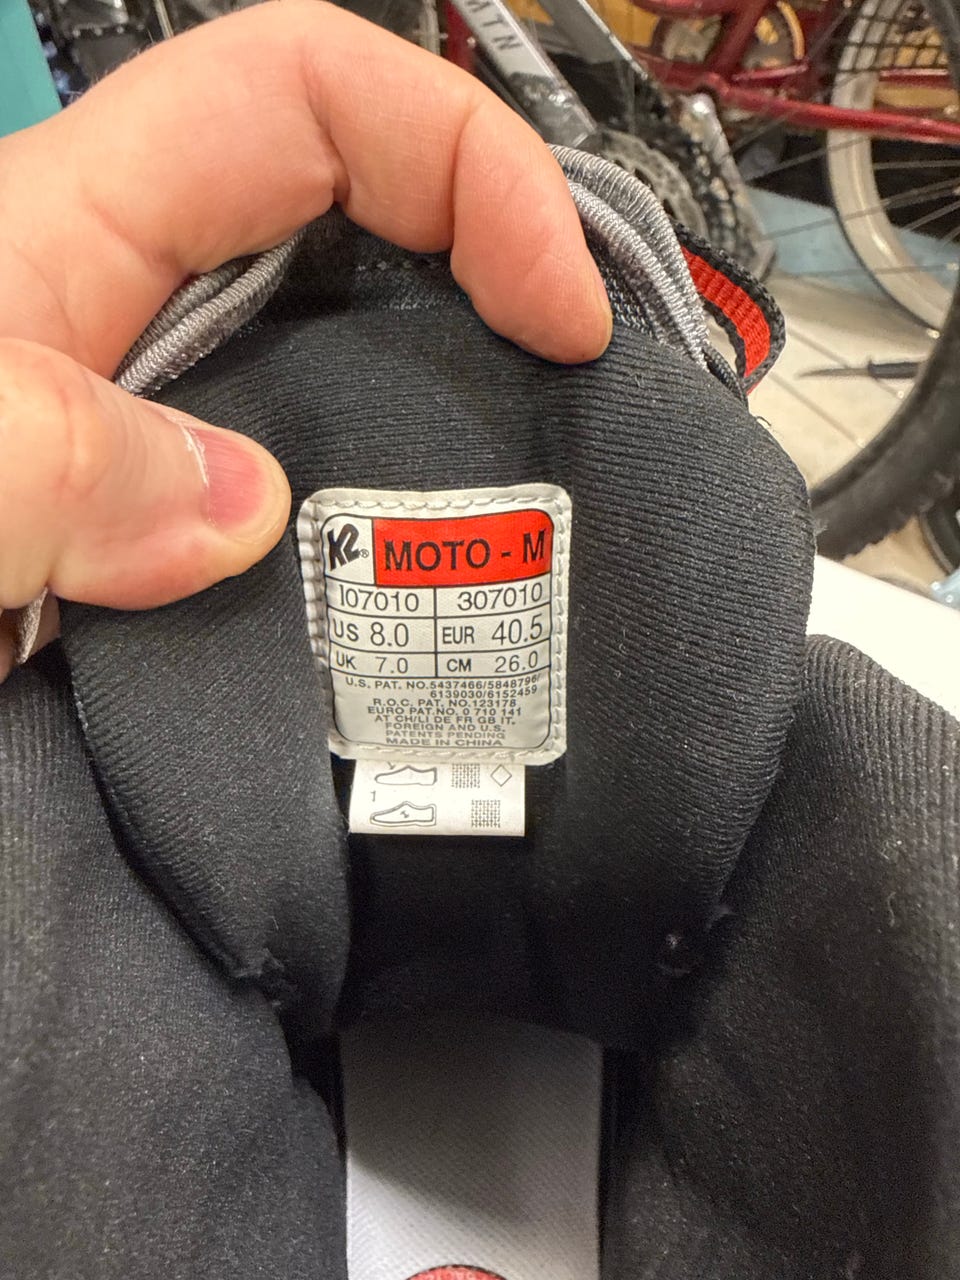 MTN
K2® MOTO - M
107010 307010
US 8.0 EUR 40.5
UK 7.0 CM 26.0
U.S. PAT. NO.5437466/5848796/
6139030/6152459
R.O.C. PAT. NO.123178
EURO PAT.NO. 0 710 141
AT CH/LI DE FR GB IT.
FOREIGN AND U.S.
PATENTS PENDING
MADE IN CHINA
1